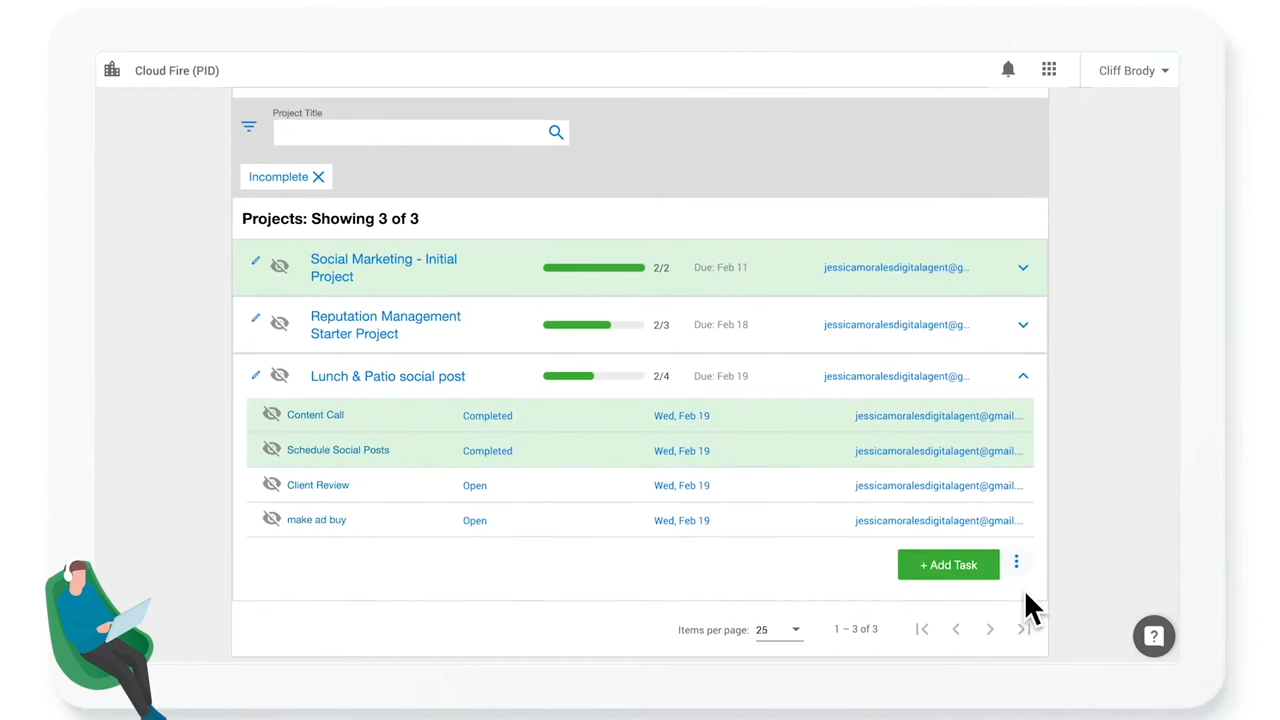 Cloud Fire (PID)
Cliff Brody
Project Title
Incomplete
Projects: Showing 3 of 3
Social Marketing - Initial
Project
2/2
Due: Feb 11
jessicamoralesdigitalagent@g...
Reputation Management
Starter Project
2/3
Due: Feb 18
jessicamoralesdigitalagent@g...
Lunch & Patio social post
2/4
Due: Feb 19
jessicamoralesdigitalagent@g...
Content Call
Completed
Wed, Feb 19
jessicamoralesdigitalagent@gmail....
Schedule Social Posts
Completed
Wed, Feb 19
jessicamoralesdigitalagent@gmail....
Client Review
Open
Wed, Feb 19
jessicamoralesdigitalagent@gmail....
make ad buy
Open
Wed, Feb 19
jessicamoralesdigitalagent@gmail....
+ Add Task
Items per page: 25
1 – 3 of 3
?